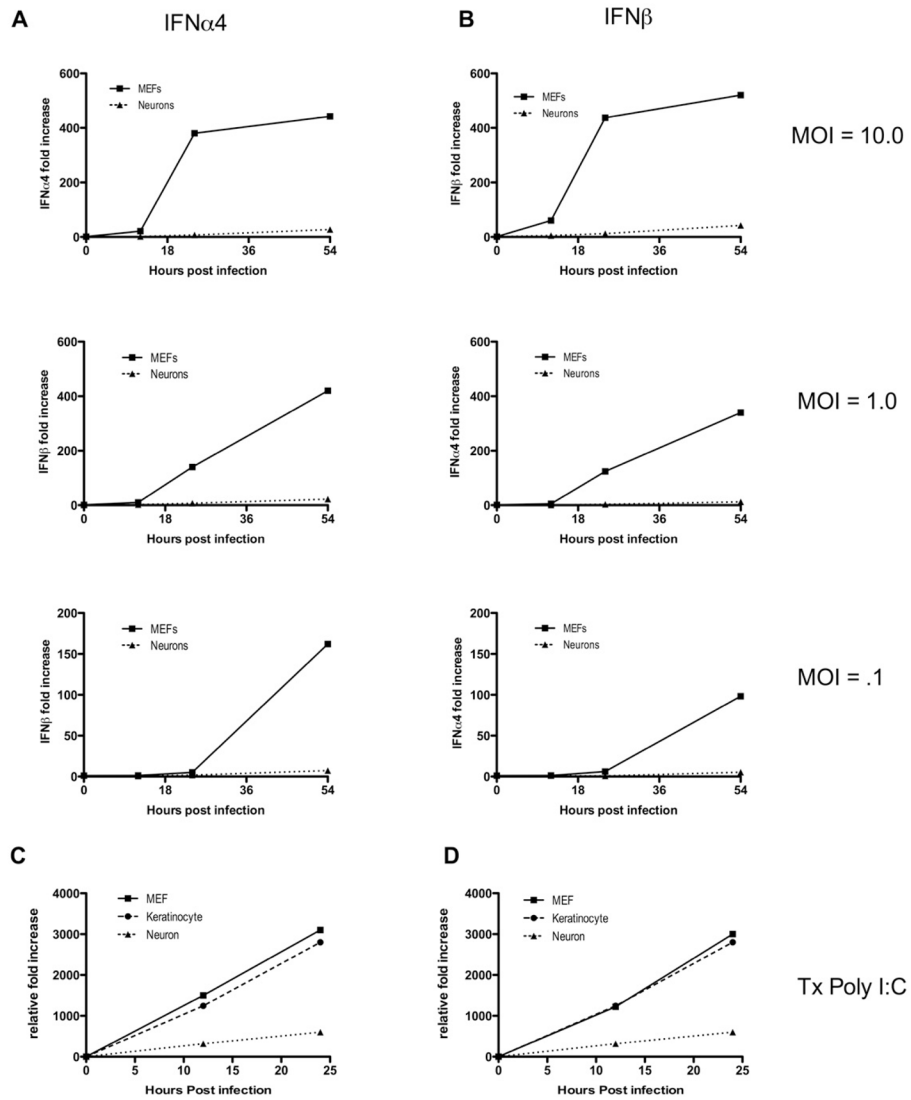 A
IFNα4
B
IFNβ
600
400
200
0
IFNα4 fold increase
MEFs
Neurons
0 18 36 54
Hours post infection
600
400
200
0
IFNβ fold increase
MEFs
Neurons
0 18 36 54
Hours post infection
MOI = 10.0
600
400
200
0
IFNβ fold increase
MEFs
Neurons
0 18 36 54
Hours post infection
600
400
200
0
IFNα4 fold increase
MEFs
Neurons
0 18 36 54
Hours post infection
MOI = 1.0
200
150
100
50
0
IFNβ fold increase
MEFs
Neurons
0 18 36 54
Hours post infection
200
150
100
50
0
IFNα4 fold increase
MEFs
Neurons
0 18 36 54
Hours post infection
MOI = .1
C
4000
3000
2000
1000
0
relative fold increase
MEF
Keratinocyte
Neuron
0 5 10 15 20 25
Hours Post infection
D
4000
3000
2000
1000
0
relative fold increase
MEF
Keratinocyte
Neuron
0 5 10 15 20 25
Hours Post infection
Tx Poly I:C